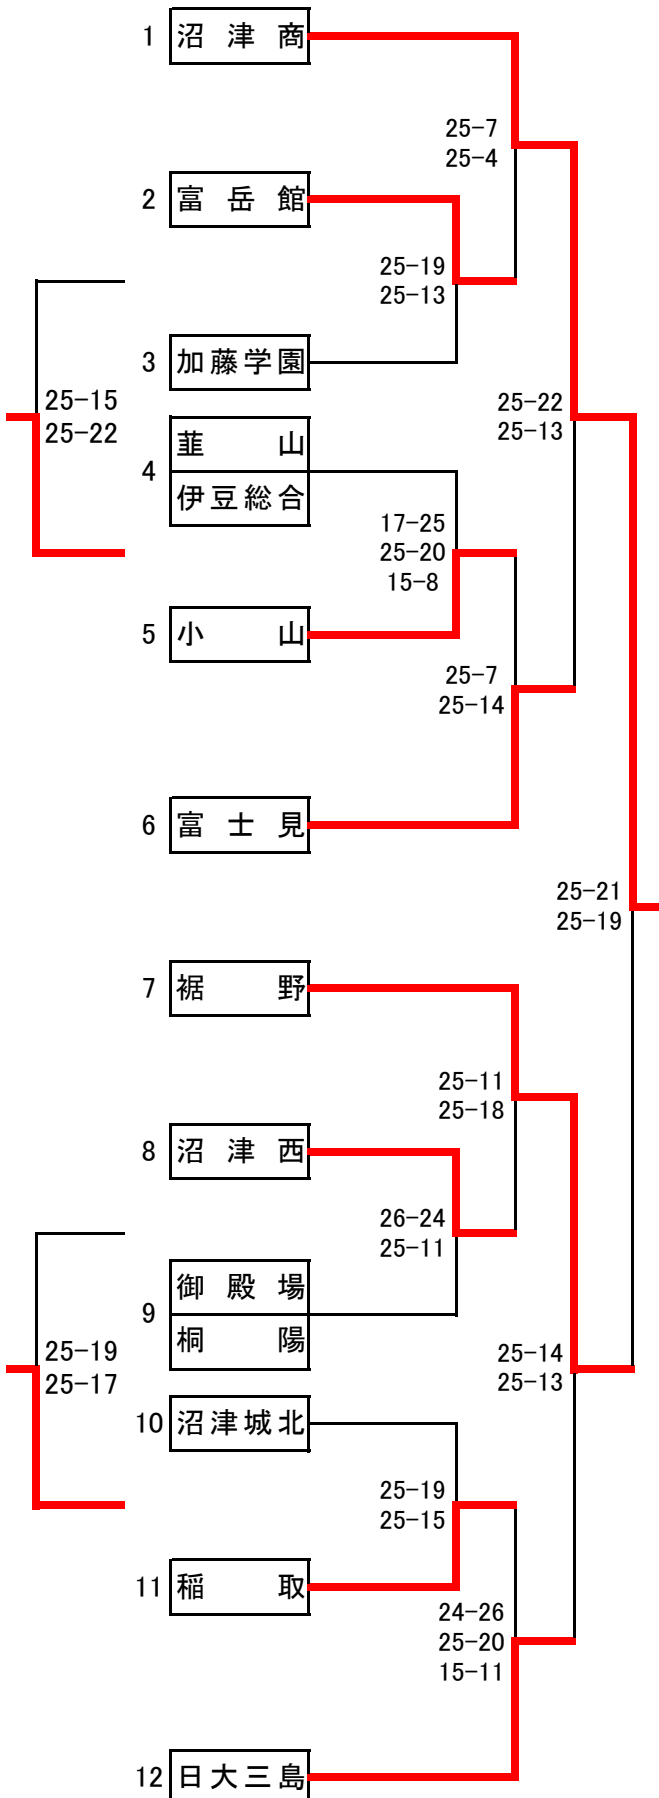 1 沼津商
25-7
25-4
2 富岳館
25-19
25-13
3 加藤学園
25-15
25-22
25-22
25-13
4 韮山
伊豆総合
17-25
25-20
15-8
5 小山
25-7
25-14
6 富士見
25-21
25-19
7 裾野
25-11
25-18
8 沼津西
26-24
25-11
9 御殿場
桐陽
25-19
25-17
25-14
25-13
10 沼津城北
25-19
25-15
11 稲取
24-26
25-20
15-11
12 日大三島